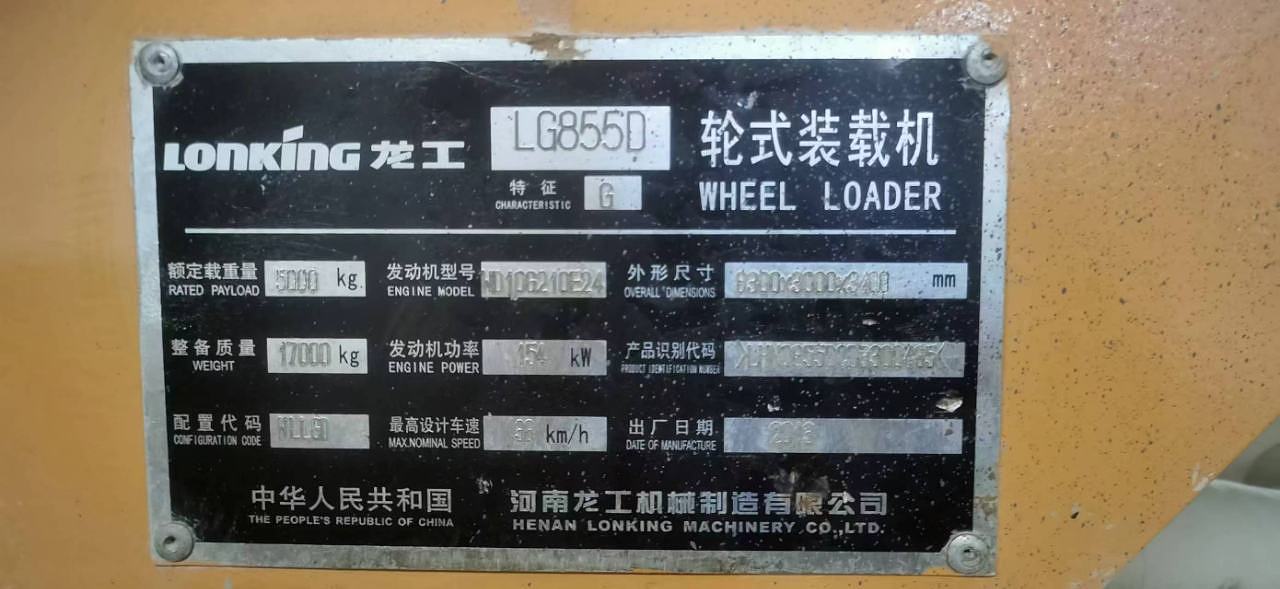 LONKING 龙工 LG855D 轮式装载机
特征 G
CHARACTERISTIC
WHEEL LOADER
额定载重量 5000 kg 发动机型号 WD10G210E24 外形尺寸 mm
RATED PAYLOAD ENGINE MODEL OVERALL DIMENSIONS
整备质量 17000 kg 发动机功率 154 kW 产品识别代码
WEIGHT ENGINE POWER PRODUCT IDENTIFICATION NUMBER
配置代码 最高设计车速 km/h 出厂日期
CONFIGURATION CODE MAX.NOMINAL SPEED DATE OF MANUFACTURE
中华人民共和国 河南龙工机械制造有限公司
THE PEOPLE'S REPUBLIC OF CHINA HENAN LONKING MACHINERY CO.,LTD.